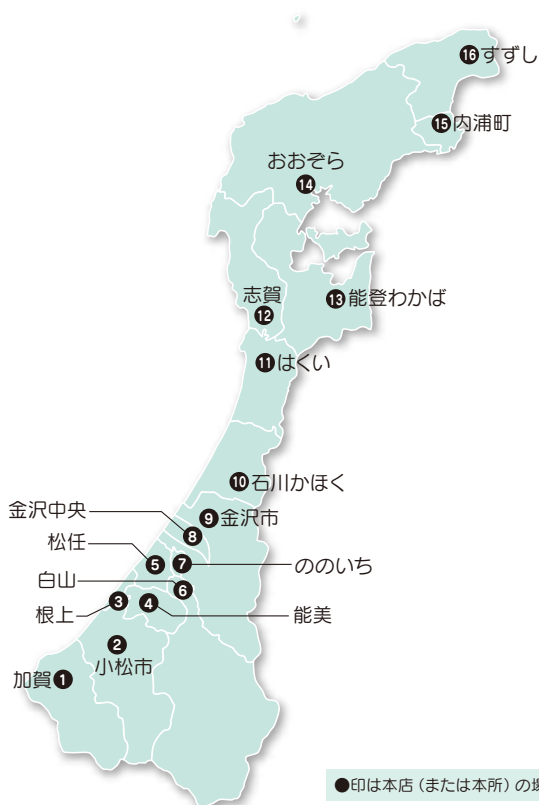 ⓰すずし
⓯内浦町
おおぞら
⓮
志賀
⓬
⓭能登わかば
⓫はくい
❿石川かほく
金沢中央
❾金沢市
❽
松任
❺
❼
ののいち
白山
❻
根上
❸
❹
能美
❷
小松市
加賀❶
●印は本店（または本所）の